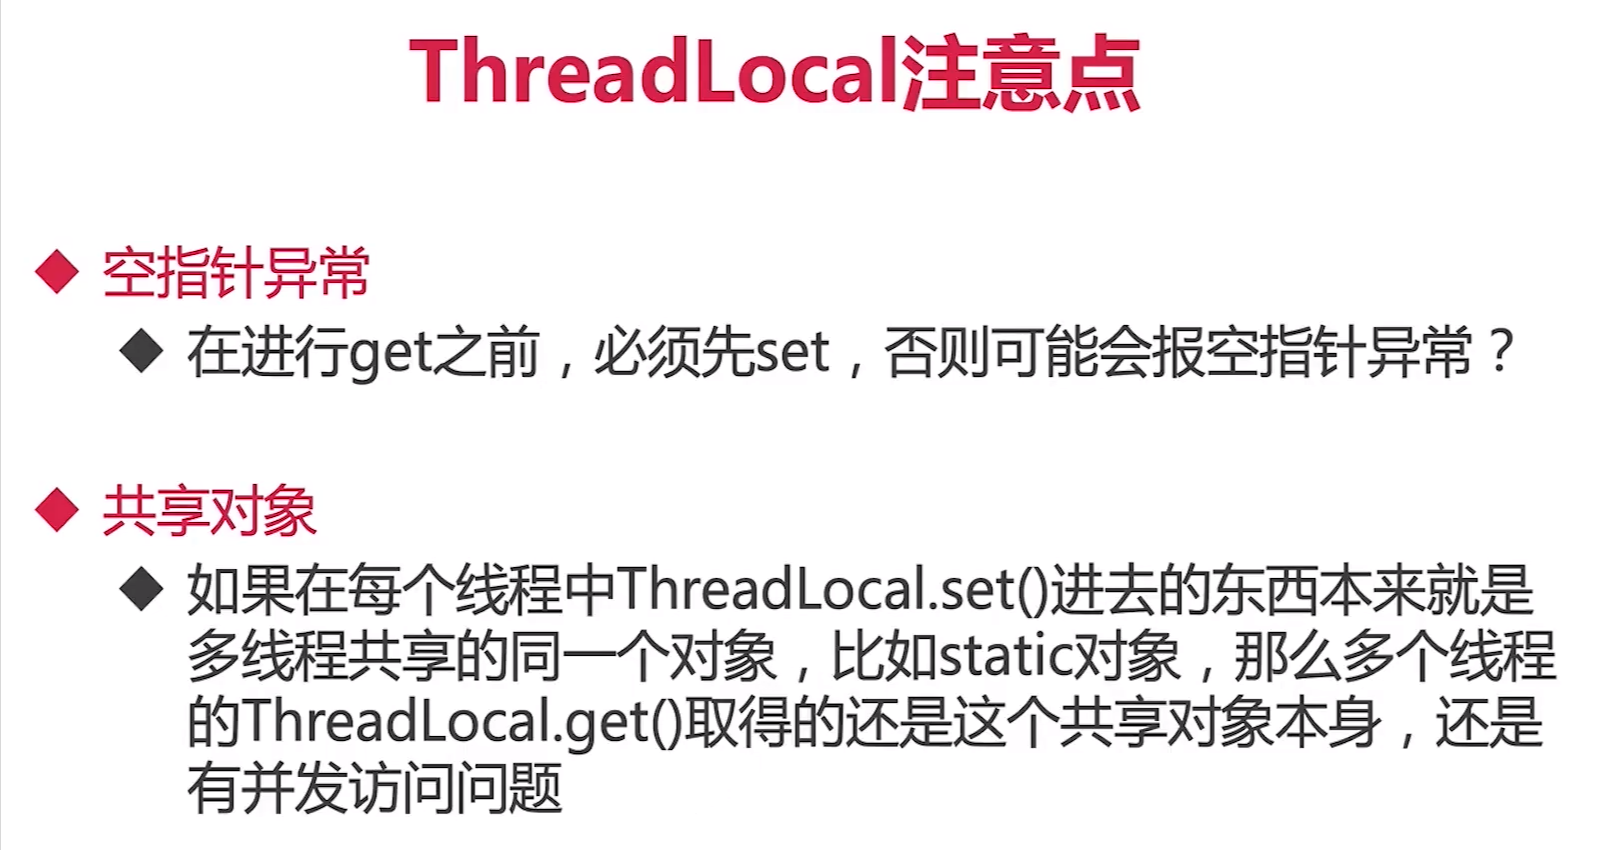 ThreadLocal注意点
空指针异常
在进行get之前，必须先set，否则可能会报空指针异常？
共享对象
如果在每个线程中ThreadLocal.set()进去的东西本来就是
多线程共享的同一个对象，比如static对象，那么多个线程
的ThreadLocal.get()取得的还是这个共享对象本身，还是
有并发访问问题